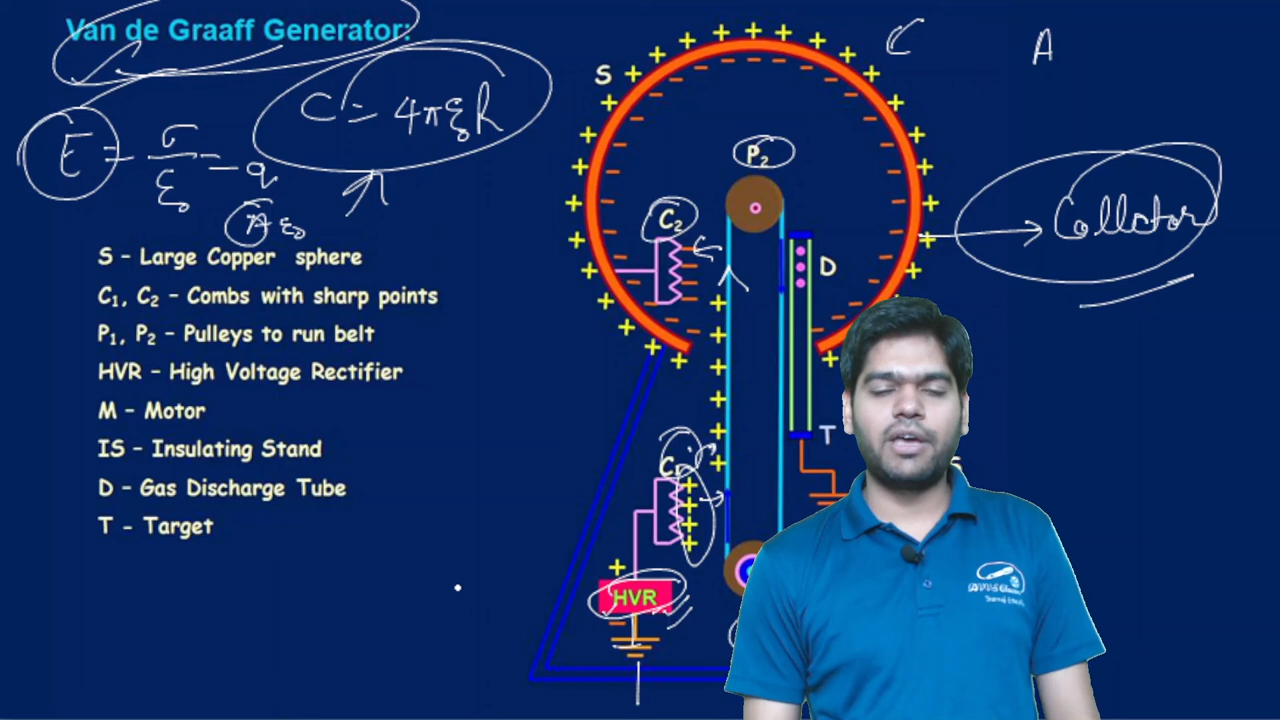 Van de Graaff Generator:
C = 4πε₀R
E = σ/ε₀ = q/Aε₀
S – Large Copper sphere
C₁, C₂ – Combs with sharp points
P₁, P₂ – Pulleys to run belt
HVR – High Voltage Rectifier
M – Motor
IS – Insulating Stand
D – Gas Discharge Tube
T – Target
S
P₂
C₂
D
T
C₁
HVR
C
A
Collector